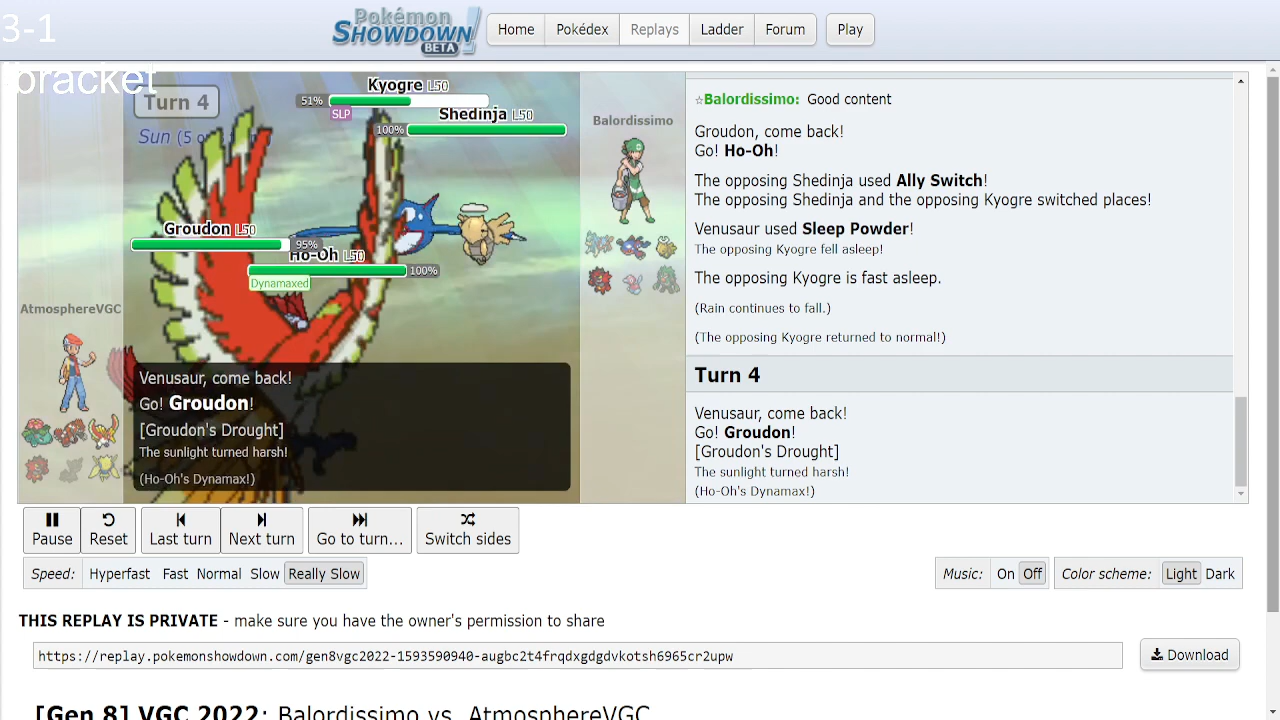 3-1
bracket
Pokémon
SHOWDOWN!
BETA
Home
Pokédex
Replays
Ladder
Forum
Play
Turn 4
Sun (5 o
Kyogre L50
51%
SLP
Shedinja L50
100%
Groudon L50
95%
Ho-Oh L50
100%
Dynamaxed
AtmosphereVGC
Balordissimo
Venusaur, come back!
Go! Groudon!
[Groudon's Drought]
The sunlight turned harsh!
(Ho-Oh's Dynamax!)
☆Balordissimo: Good content
Groudon, come back!
Go! Ho-Oh!
The opposing Shedinja used Ally Switch!
The opposing Shedinja and the opposing Kyogre switched places!
Venusaur used Sleep Powder!
The opposing Kyogre fell asleep!
The opposing Kyogre is fast asleep.
(Rain continues to fall.)
(The opposing Kyogre returned to normal!)
Turn 4
Venusaur, come back!
Go! Groudon!
[Groudon's Drought]
The sunlight turned harsh!
(Ho-Oh's Dynamax!)
Pause
Reset
Last turn
Next turn
Go to turn...
Switch sides
Speed: Hyperfast Fast Normal Slow Really Slow
Music: On Off
Color scheme: Light Dark
THIS REPLAY IS PRIVATE - make sure you have the owner's permission to share
https://replay.pokemonshowdown.com/gen8vgc2022-1593590940-augbc2t4frqdxgdgdvkotsh6965cr2upw
Download
[Gen 8] VGC 2022: Balordissimo vs. AtmosphereVGC